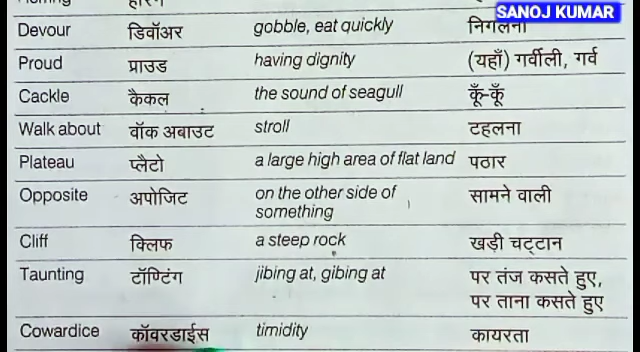 SANOJ KUMAR
Devour डिवॉअर gobble, eat quickly निगलना
Proud प्राउड having dignity (यहाँ) गर्वीली, गर्व
Cackle कैकल the sound of seagull कूँ-कूँ
Walk about वॉक अबाउट stroll टहलना
Plateau प्लैटो a large high area of flat land पठार
Opposite अपोजिट on the other side of सामने वाली
something
Cliff क्लिफ a steep rock खड़ी चट्टान
Taunting टॉण्टिंग jibing at, gibing at पर तंज कसते हुए,
पर ताना कसते हुए
Cowardice कॉवरडाईस timidity कायरता